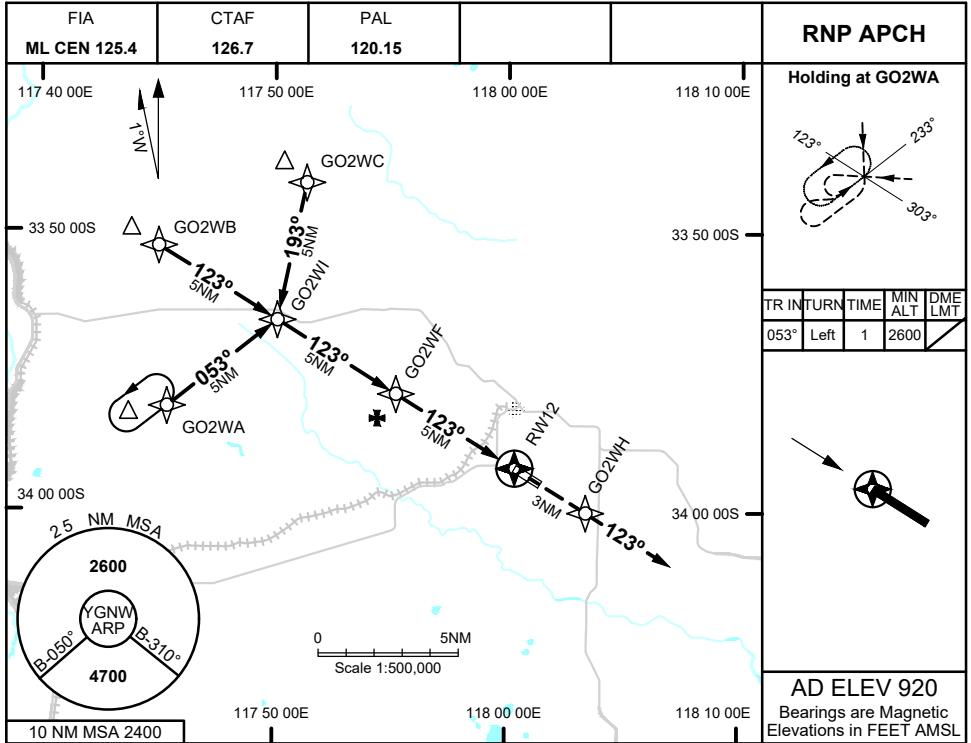 FIA
ML CEN 125.4
CTAF
126.7
PAL
120.15
RNP APCH
117 40 00E
117 50 00E
118 00 00E
118 10 00E
1°W
GO2WC
GO2WB
33 50 00S
33 50 00S
193°
5NM
123°
5NM
GO2WI
053°
5NM
GO2WA
123°
5NM
GO2WF
123°
5NM
RW12
3NM
GO2WH
123°
34 00 00S
34 00 00S
25 NM MSA
2600
YGNW
ARP
B-050°
B-310°
4700
10 NM MSA 2400
0
5NM
Scale 1:500,000
117 50 00E
118 00 00E
118 10 00E
Holding at GO2WA
123°
233°
303°
TR IN TURN TIME MIN ALT DME LMT
053° Left 1 2600
AD ELEV 920
Bearings are Magnetic
Elevations in FEET AMSL